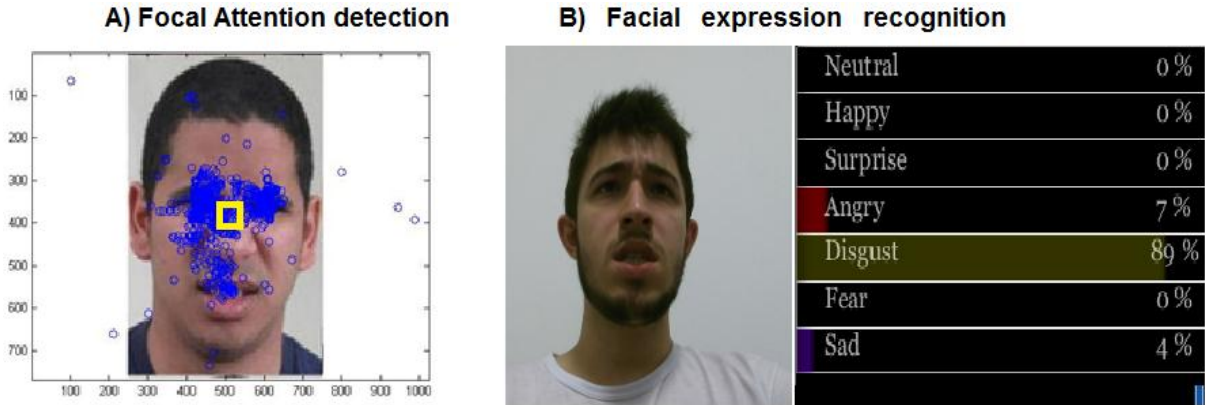 A) Focal Attention detection
B) Facial expression recognition
100
200
300
400
500
600
700
100 200 300 400 500 600 700 800 900 1000
Neutral 0 %
Happy 0 %
Surprise 0 %
Angry 7 %
Disgust 89 %
Fear 0 %
Sad 4 %